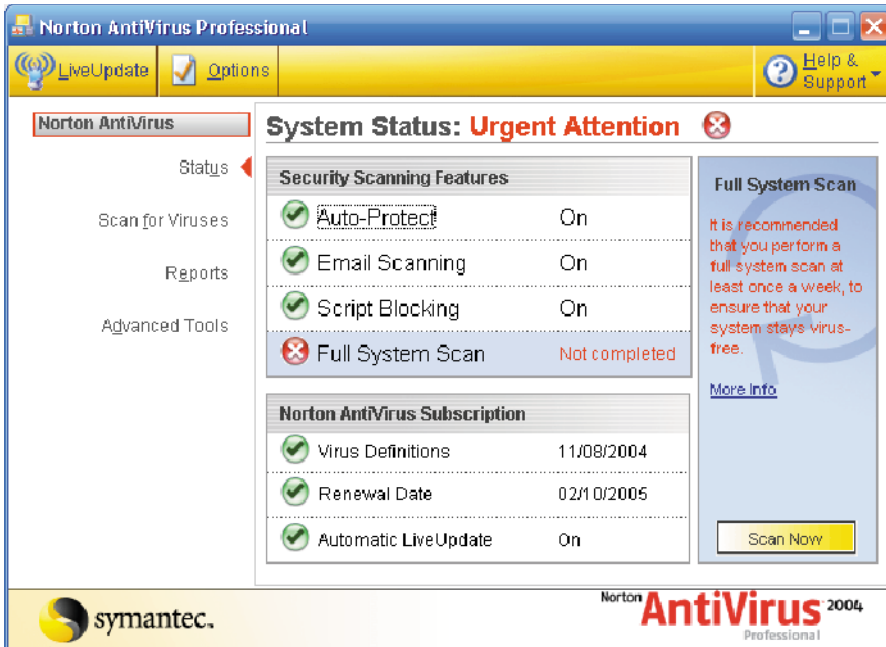 Norton AntiVirus Professional
LiveUpdate
Options
Help & Support
Norton AntiVirus
Status
Scan for Viruses
Reports
Advanced Tools
System Status: Urgent Attention
Security Scanning Features
Auto-Protect On
Email Scanning On
Script Blocking On
Full System Scan Not completed
Norton AntiVirus Subscription
Virus Definitions 11/08/2004
Renewal Date 02/10/2005
Automatic LiveUpdate On
Full System Scan
It is recommended
that you perform a
full system scan at
least once a week, to
ensure that your
system stays virus-
free.
More Info
Scan Now
symantec.
Norton AntiVirus 2004
Professional